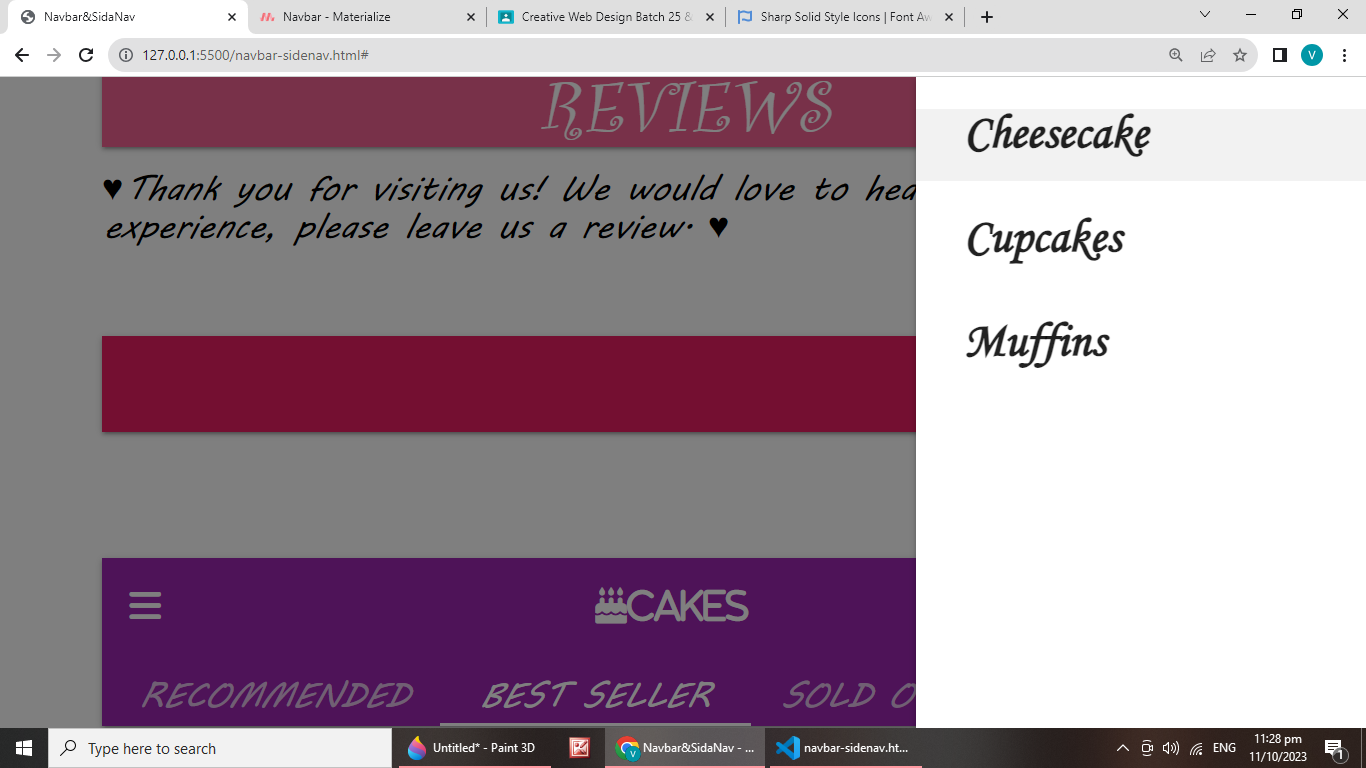 Navbar&SidaNav
Navbar - Materialize
Creative Web Design Batch 25 &
Sharp Solid Style Icons | Font Aw
127.0.0.1:5500/navbar-sidenav.html#
V
REVIEWS
♥ Thank you for visiting us! We would love to hea
experience, please leave us a review. ♥
Cheesecake
Cupcakes
Muffins
CAKES
RECOMMENDED
BEST SELLER
SOLD O
Type here to search
Untitled* - Paint 3D
Navbar&SidaNav - ...
navbar-sidenav.ht...
ENG
11:28 pm
11/10/2023
1